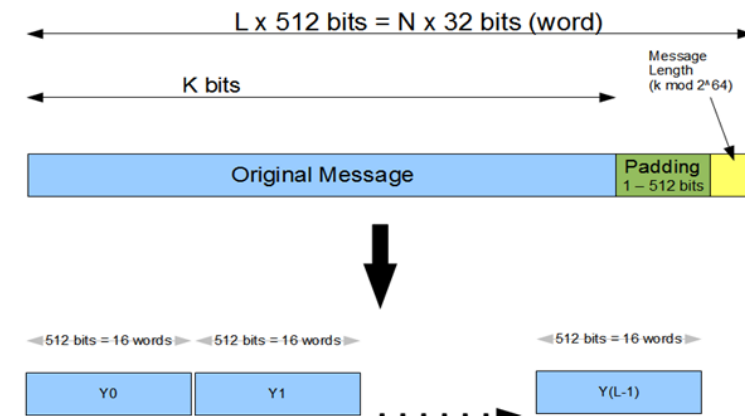 L x 512 bits = N x 32 bits (word)
Message
Length
(k mod 2^64)
K bits
Original Message
Padding
1 – 512 bits
512 bits = 16 words
512 bits = 16 words
512 bits = 16 words
Y0
Y1
Y(L-1)